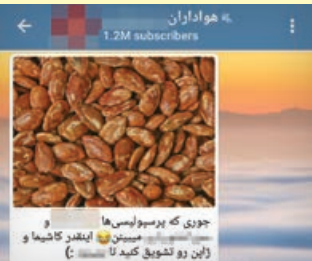 هواداران
1.2M subscribers
جوری که پرسپولیسی‌ها و
میبینن😂 اینقدر کاشیما و
ژاپن رو تشویق کنید تا :)